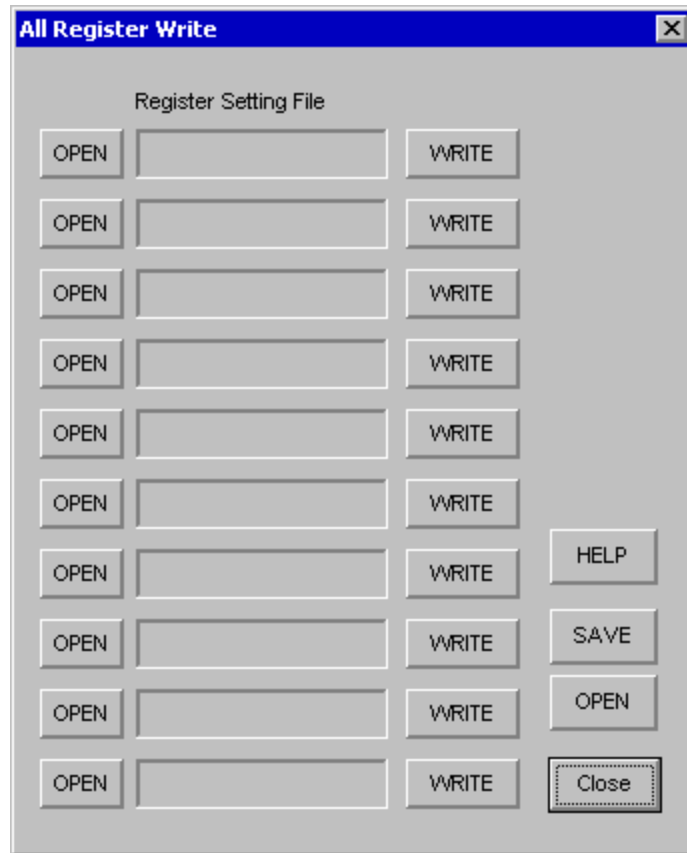 All Register Write
Register Setting File
OPEN WRITE
OPEN WRITE
OPEN WRITE
OPEN WRITE
OPEN WRITE
OPEN WRITE
OPEN WRITE
HELP
OPEN WRITE
SAVE
OPEN WRITE
OPEN
OPEN WRITE
Close